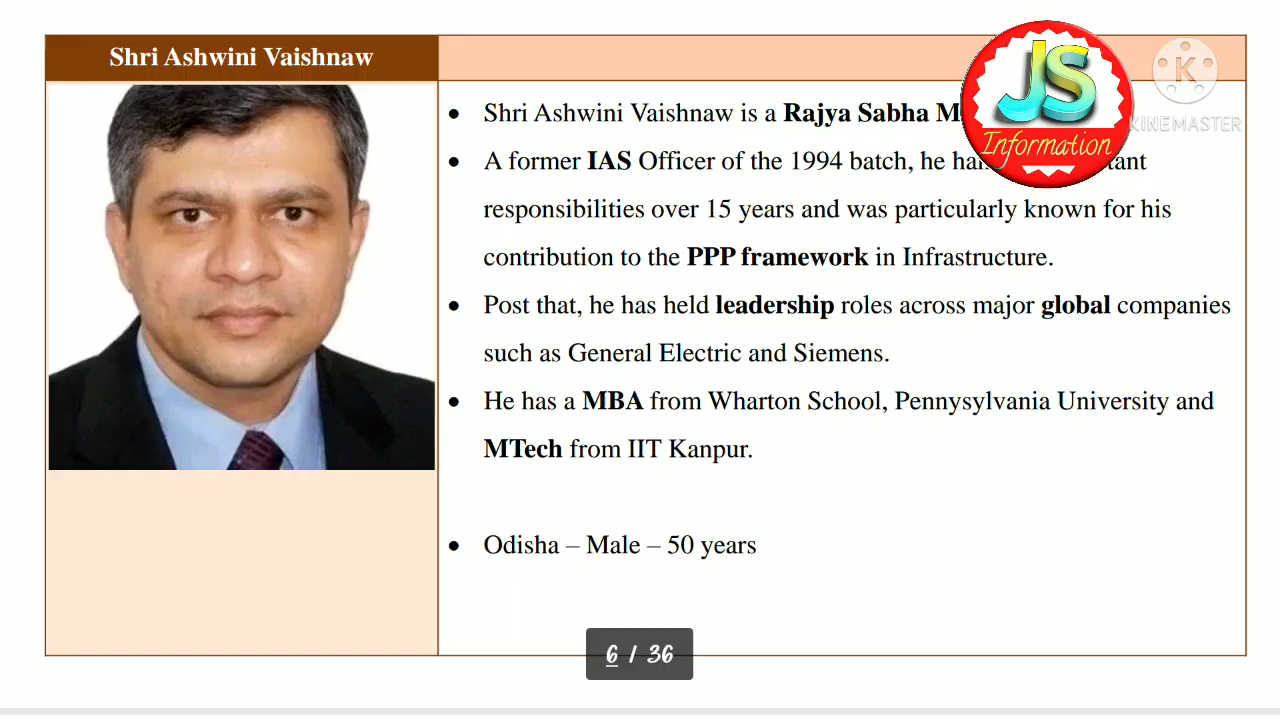 Shri Ashwini Vaishnaw
Shri Ashwini Vaishnaw is a Rajya Sabha
A former IAS Officer of the 1994 batch, he
responsibilities over 15 years and was particularly known for his
contribution to the PPP framework in Infrastructure.
Post that, he has held leadership roles across major global companies
such as General Electric and Siemens.
He has a MBA from Wharton School, Pennysylvania University and
MTech from IIT Kanpur.
Odisha – Male – 50 years
JS
Information
K
KINEMASTER
6 / 36